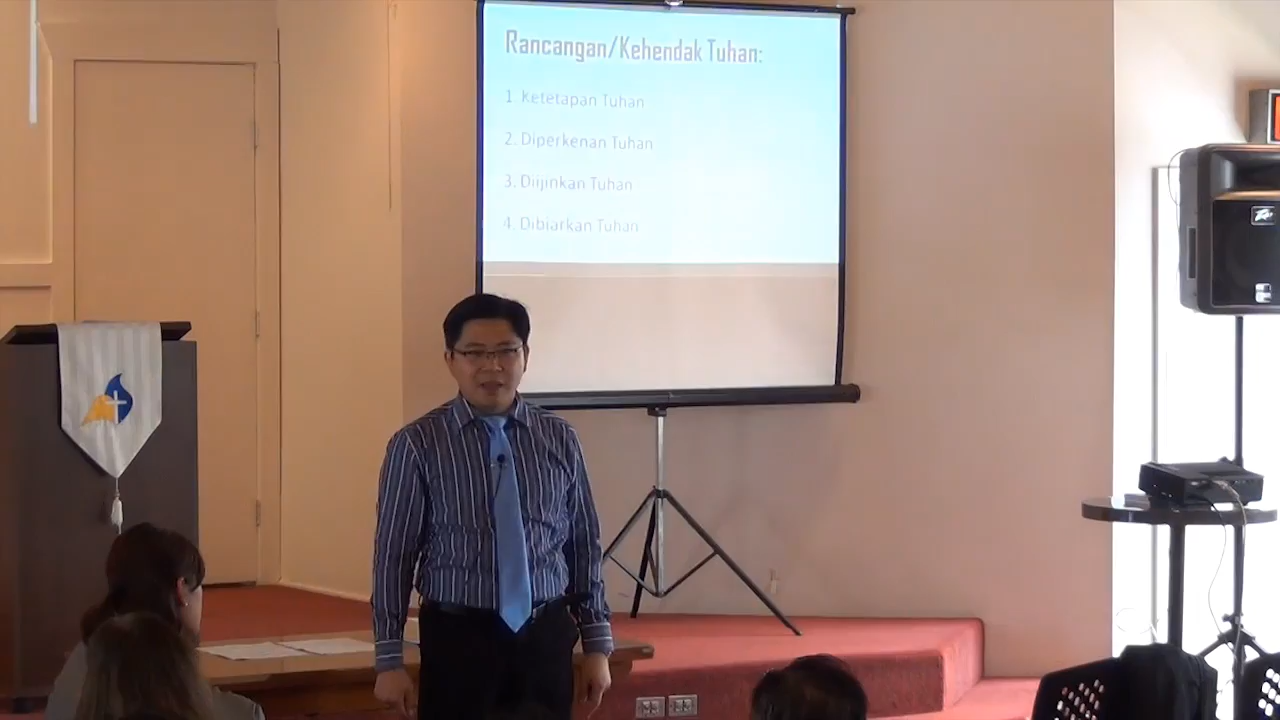 Rancangan/Kehendak Tuhan:
1. Ketetapan Tuhan
2. Diperkenan Tuhan
3. Diijinkan Tuhan
4. Dibiarkan Tuhan